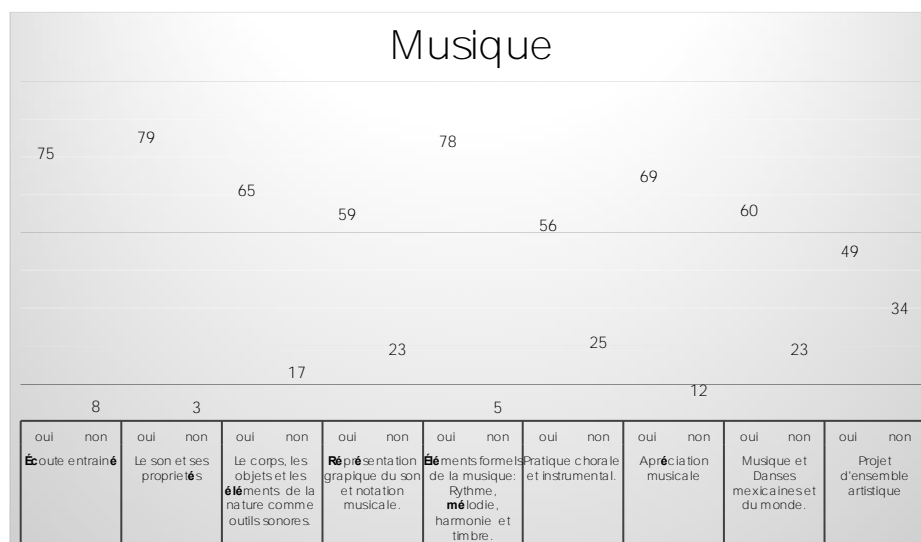 Musique
79
78
75
69
65
60
59
56
49
34
25
23
23
17
12
8
3
5
oui non oui non oui non oui non oui non oui non oui non oui non oui non
Écoute entrainé
Le son et ses
proprietés
Le corps, les
objets et les
éléments de la
nature comme
outils sonores.
Réprésentation
grapique du son
et notation
musicale.
Éléments formels
de la musique:
Rythme,
mélodie,
harmonie et
timbre.
Pratique chorale
et instrumental.
Apréciation
musicale
Musique et
Danses
mexicaines et
du monde.
Projet
d'ensemble
artistique